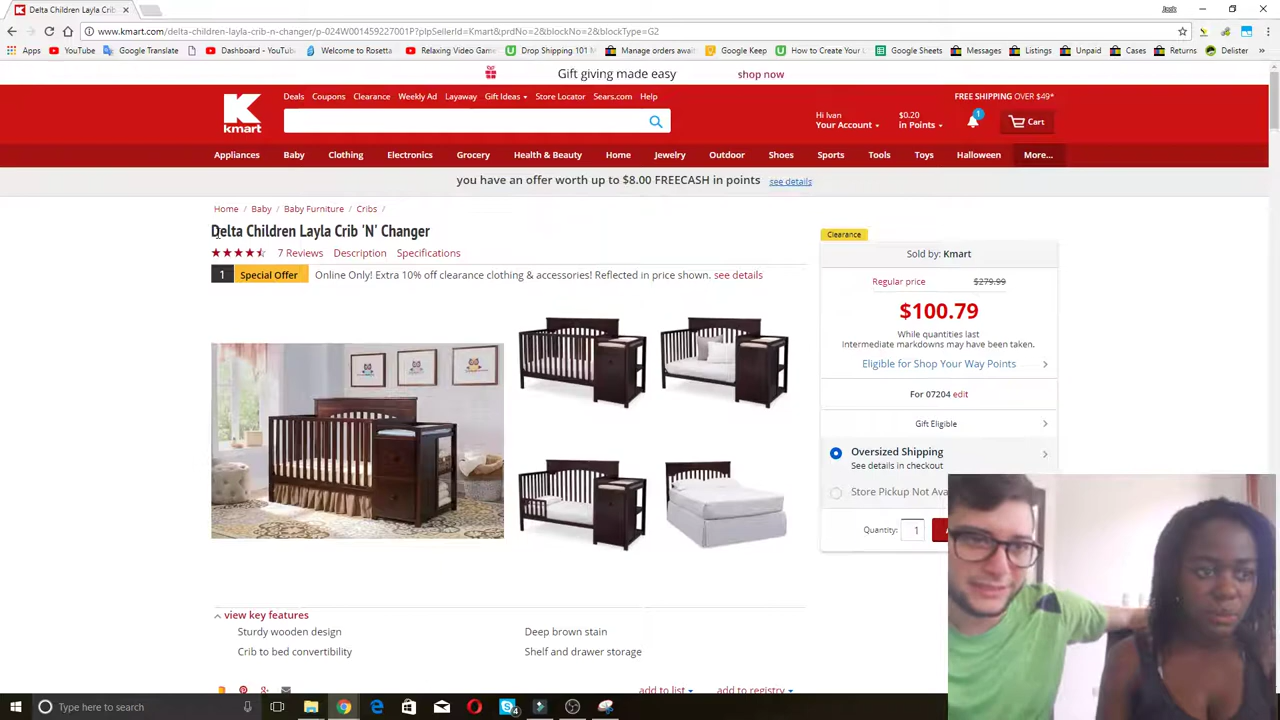 Delta Children Layla Crib
www.kmart.com/delta-children-layla-crib-n-changer/p-024W001459227001P?plpSellerId=Kmart&prdNo=2&blockNo=2&blockType=G2
Apps YouTube Google Translate Dashboard - YouTube Welcome to Rosetta Relaxing Video Game Drop Shipping 101 Manage orders await Google Keep How to Create Your Google Sheets Messages Listings Unpaid Cases Returns Delister
Gift giving made easy shop now
Deals Coupons Clearance Weekly Ad Layaway Gift Ideas Store Locator Sears.com Help
FREE SHIPPING OVER $49*
kmart
Hi Ivan
Your Account
$0.20
in Points
1
Cart
Appliances Baby Clothing Electronics Grocery Health & Beauty Home Jewelry Outdoor Shoes Sports Tools Toys Halloween More...
you have an offer worth up to $8.00 FREECASH in points see details
Home / Baby / Baby Furniture / Cribs /
Delta Children Layla Crib 'N' Changer
7 Reviews Description Specifications
1 Special Offer Online Only! Extra 10% off clearance clothing & accessories! Reflected in price shown. see details
Clearance
Sold by: Kmart
Regular price $279.99
$100.79
While quantities last
Intermediate markdowns may have been taken.
Eligible for Shop Your Way Points
For 07204 edit
Gift Eligible
Oversized Shipping
See details in checkout
Store Pickup Not Ava
Quantity: 1
view key features
Sturdy wooden design
Deep brown stain
Crib to bed convertibility
Shelf and drawer storage
add to list add to registry
Type here to search
4